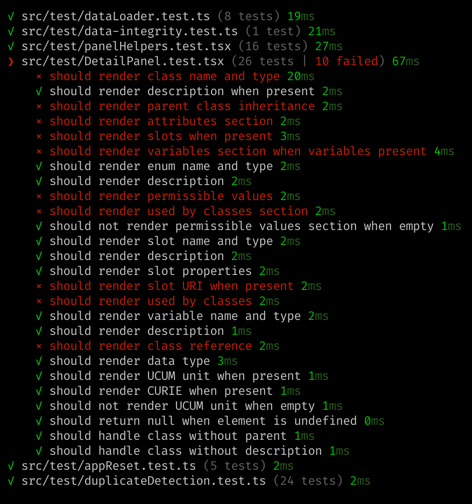 ✓ src/test/dataLoader.test.ts (8 tests) 19ms
✓ src/test/data-integrity.test.ts (1 test) 21ms
✓ src/test/panelHelpers.test.tsx (16 tests) 27ms
❯ src/test/DetailPanel.test.tsx (26 tests | 10 failed) 67ms
× should render class name and type 20ms
✓ should render description when present 2ms
× should render parent class inheritance 2ms
× should render attributes section 2ms
× should render slots when present 3ms
× should render variables section when variables present 4ms
✓ should render enum name and type 2ms
✓ should render description 2ms
× should render permissible values 2ms
× should render used by classes section 2ms
✓ should not render permissible values section when empty 1ms
✓ should render slot name and type 2ms
✓ should render description 2ms
✓ should render slot properties 2ms
× should render slot URI when present 2ms
× should render used by classes 2ms
✓ should render variable name and type 2ms
✓ should render description 1ms
× should render class reference 2ms
✓ should render data type 3ms
✓ should render UCUM unit when present 1ms
✓ should render CURIE when present 1ms
✓ should not render UCUM unit when empty 1ms
✓ should return null when element is undefined 0ms
✓ should handle class without parent 1ms
✓ should handle class without description 1ms
✓ src/test/appReset.test.ts (5 tests) 2ms
✓ src/test/duplicateDetection.test.ts (24 tests) 2ms